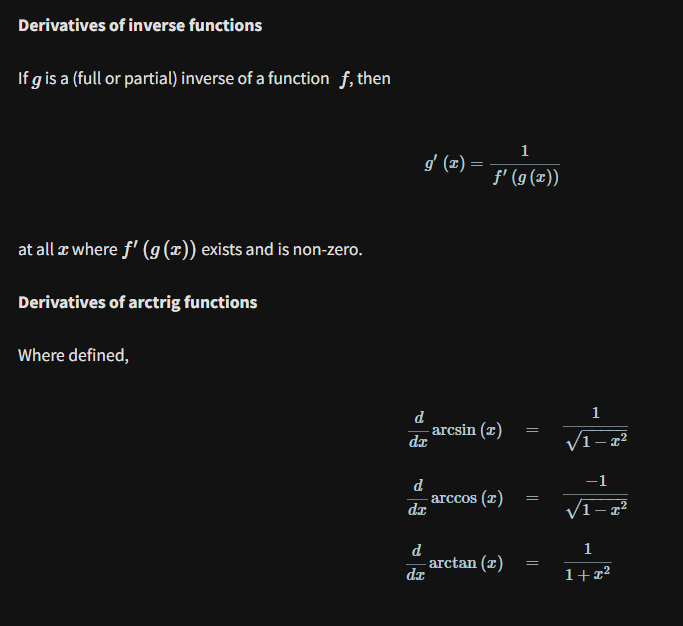 Derivatives of inverse functions
If g is a (full or partial) inverse of a function f, then
g′ (x) = 1 / f′ (g (x))
at all x where f′ (g (x)) exists and is non-zero.
Derivatives of arctrig functions
Where defined,
d/dx arcsin (x) = 1 / √(1 − x²)
d/dx arccos (x) = −1 / √(1 − x²)
d/dx arctan (x) = 1 / (1 + x²)